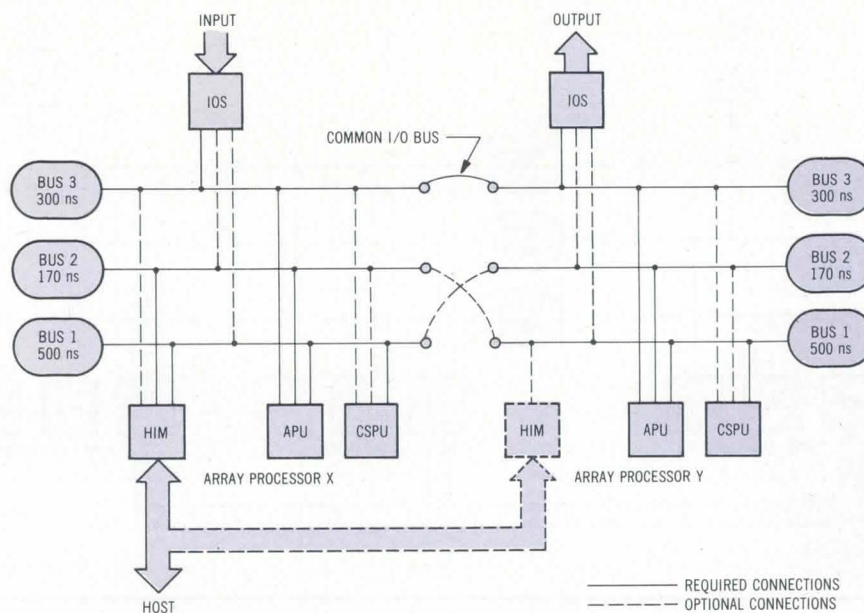 INPUT
OUTPUT
IOS
IOS
COMMON I/O BUS
BUS 3
300 ns
BUS 3
300 ns
BUS 2
170 ns
BUS 2
170 ns
BUS 1
500 ns
BUS 1
500 ns
HIM
APU
CSPU
HIM
APU
CSPU
ARRAY PROCESSOR X
ARRAY PROCESSOR Y
HOST
REQUIRED CONNECTIONS
OPTIONAL CONNECTIONS